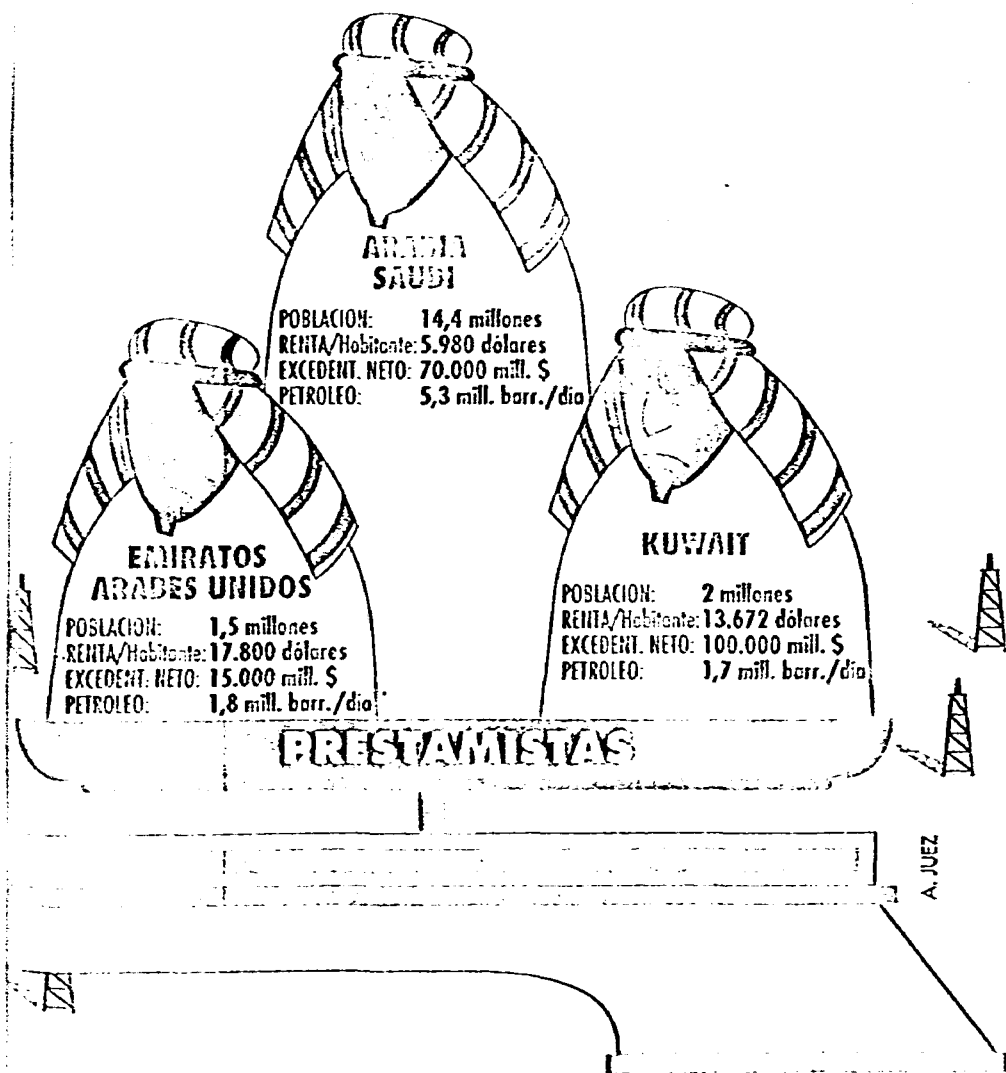 ARABIA
SAUDI
POBLACION: 14,4 millones
RENTA/Habitante: 5.980 dólares
EXCEDENT. NETO: 70.000 mill. $
PETROLEO: 5,3 mill. barr./dia
EMIRATOS
ARABES UNIDOS
POBLACION: 1,5 millones
RENTA/Habitante: 17.800 dólares
EXCEDENT. NETO: 15.000 mill. $
PETROLEO: 1,8 mill. barr./dia
KUWAIT
POBLACION: 2 millones
RENTA/Habitante: 13.672 dólares
EXCEDENT. NETO: 100.000 mill. $
PETROLEO: 1,7 mill. barr./dia
PRESTAMISTAS
A. JUEZ